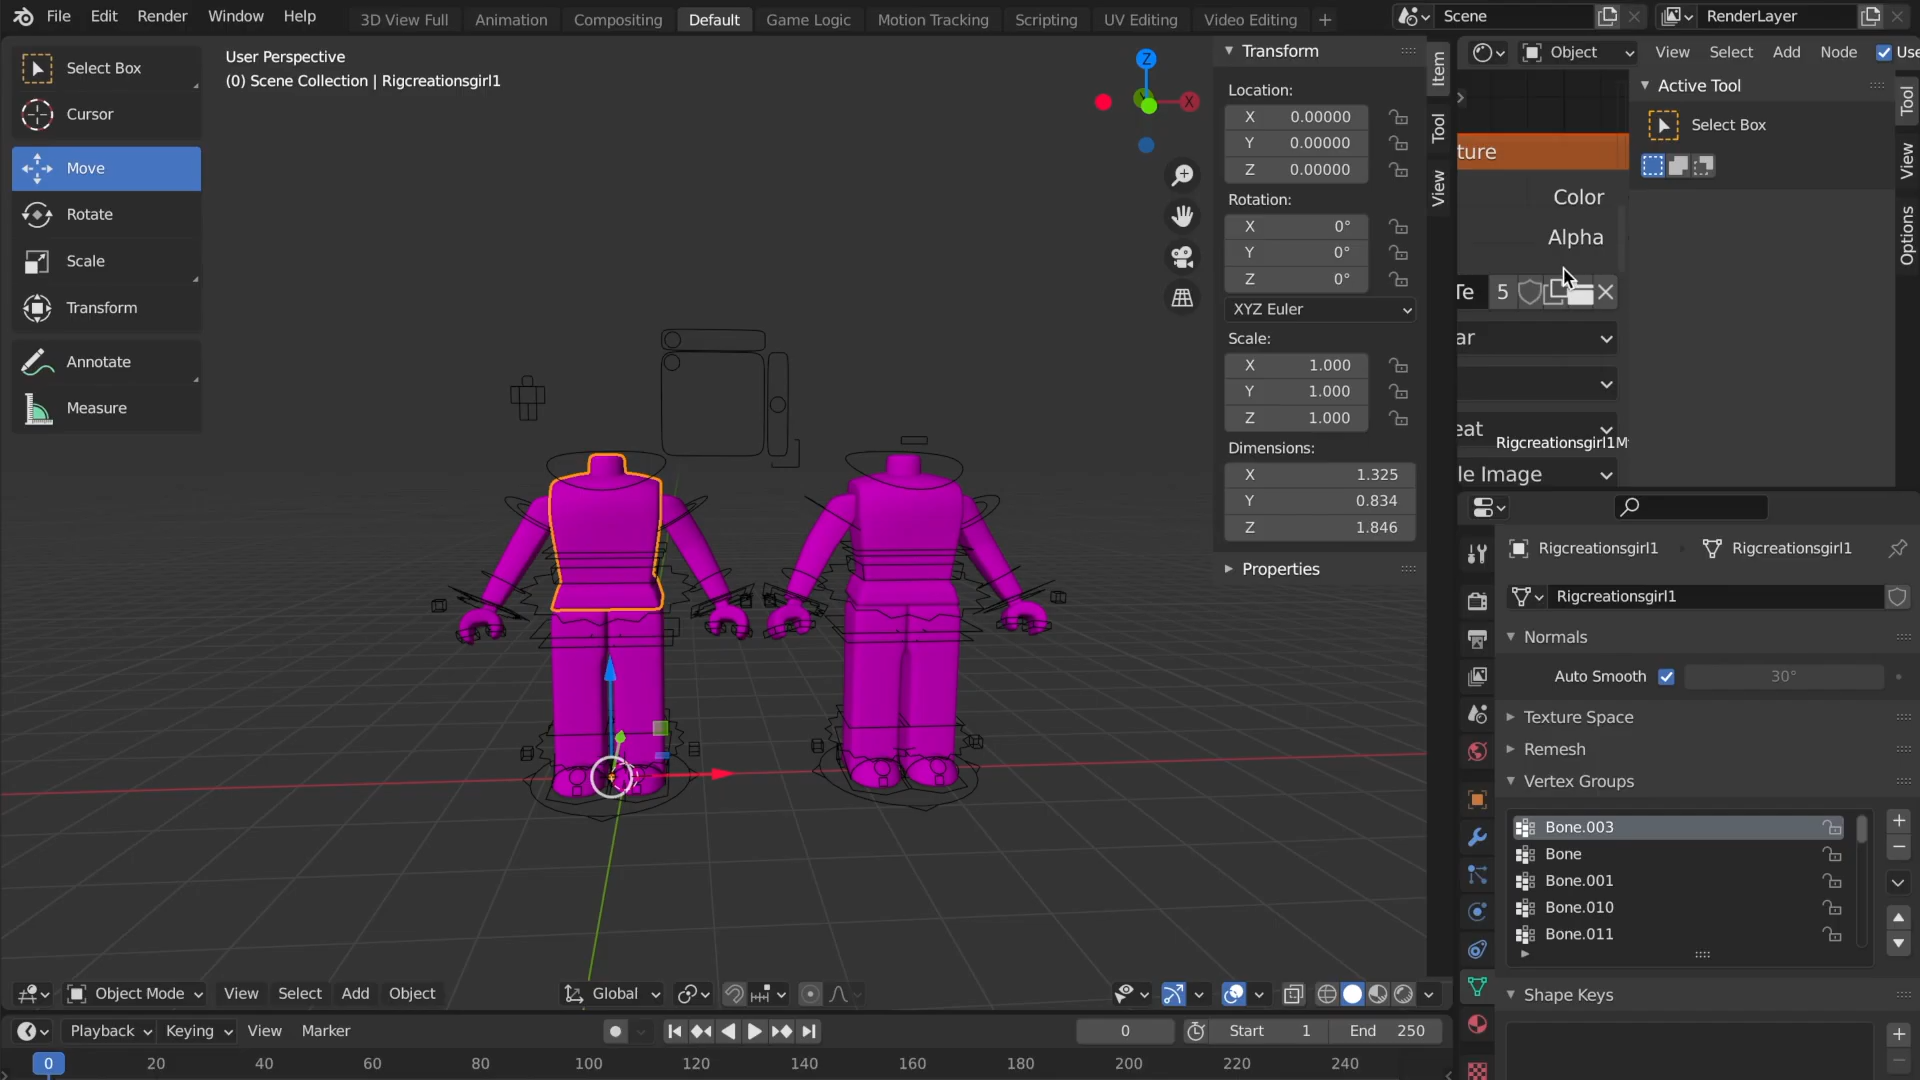 File Edit Render Window Help 3D View Full Animation Compositing Default Game Logic Motion Tracking Scripting UV Editing Video Editing + Scene RenderLayer
Select Box
Cursor
Move
Rotate
Scale
Transform
Annotate
Measure
User Perspective
(0) Scene Collection | Rigcreationsgirl1
Z
X
Transform
Location:
X 0.00000
Y 0.00000
Z 0.00000
Rotation:
X 0°
Y 0°
Z 0°
XYZ Euler
Scale:
X 1.000
Y 1.000
Z 1.000
Dimensions:
X 1.325
Y 0.834
Z 1.846
Properties
Item
Tool
View
Object View Select Add Node Use
ture
Color
Alpha
Te 5
ar
eat
Rigcreationsgirl1M
le Image
Active Tool
Select Box
Tool
View
Options
Rigcreationsgirl1 Rigcreationsgirl1
Rigcreationsgirl1
Normals
Auto Smooth 30°
Texture Space
Remesh
Vertex Groups
Bone.003
Bone
Bone.001
Bone.010
Bone.011
Shape Keys
Object Mode View Select Add Object Global
Playback Keying View Marker 0 Start 1 End 250
0 20 40 60 80 100 120 140 160 180 200 220 240